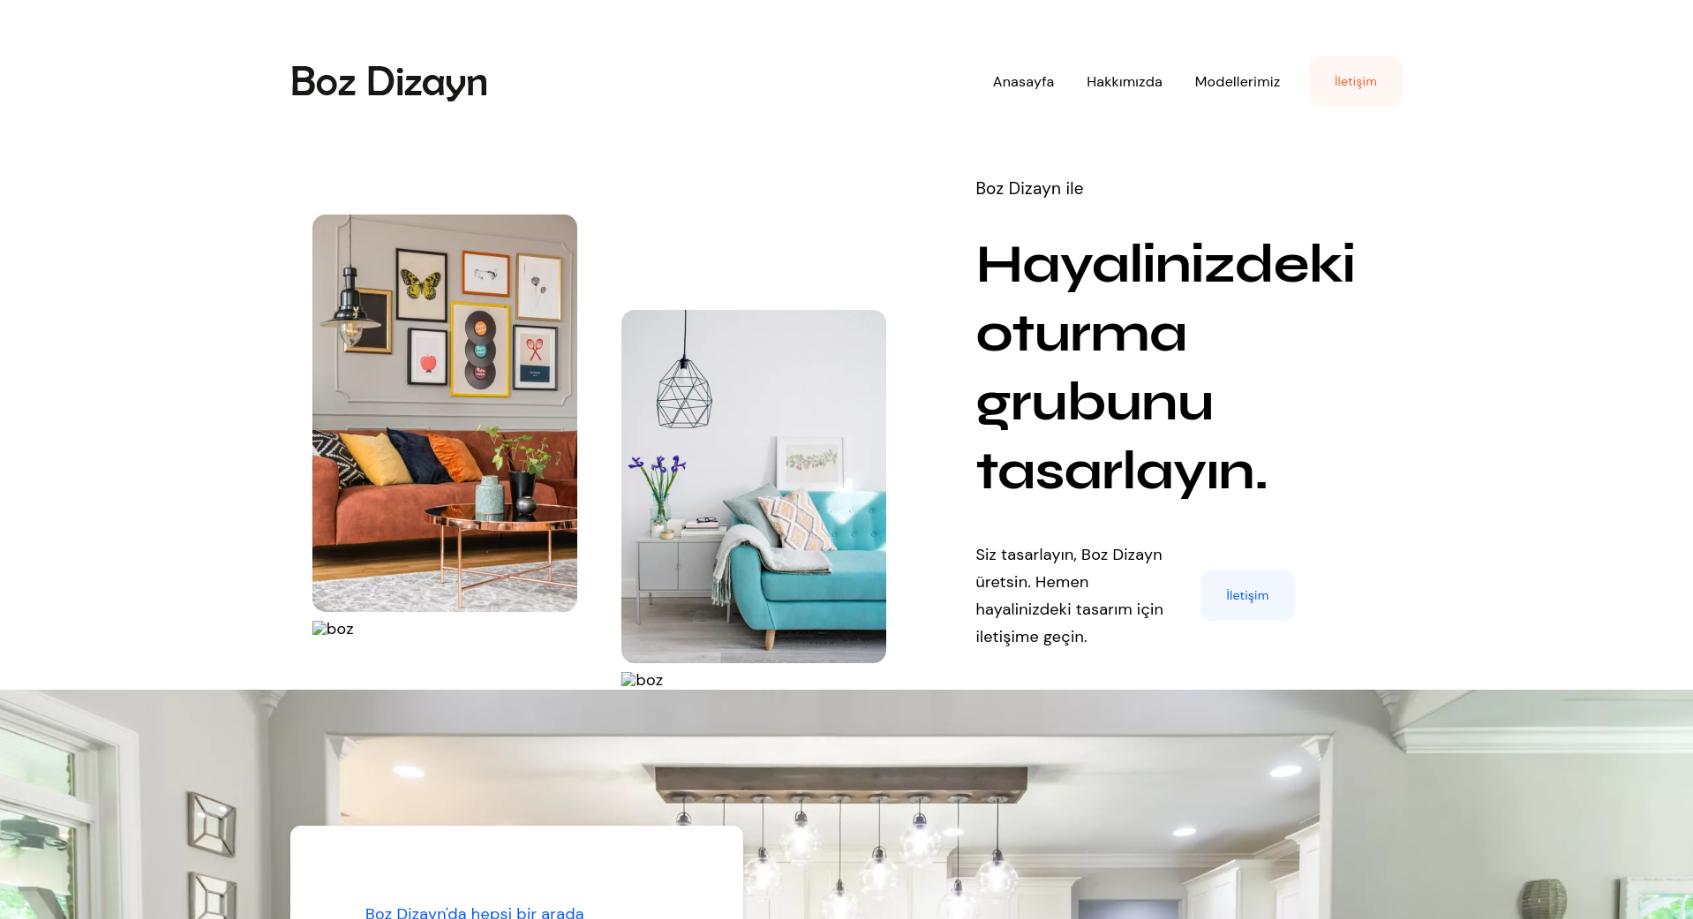 Boz Dizayn
Anasayfa
Hakkımızda
Modellerimiz
İletişim
Boz Dizayn ile
Hayalinizdeki
oturma
grubunu
tasarlayın.
Siz tasarlayın, Boz Dizayn
üretsin. Hemen
hayalinizdeki tasarım için
iletişime geçin.
İletişim
boz
boz
Boz Dizayn'da hepsi bir arada